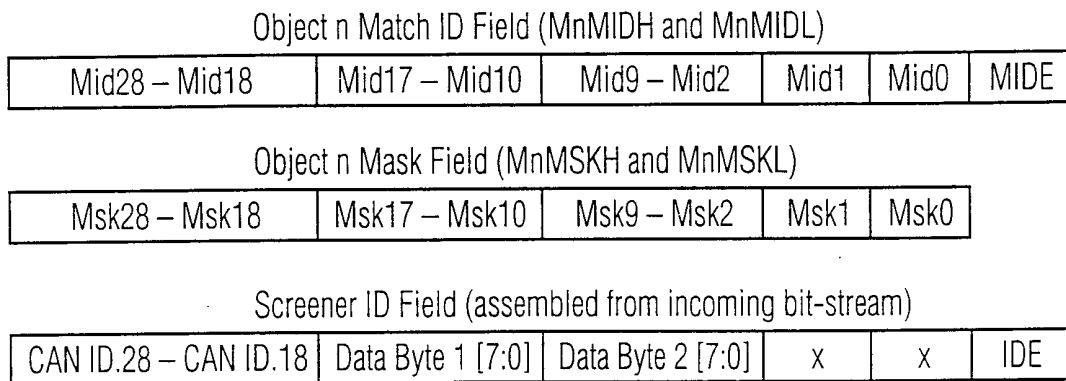 Object n Match ID Field (MnMIDH and MnMIDL)
Mid28 – Mid18 Mid17 – Mid10 Mid9 – Mid2 Mid1 Mid0 MIDE
Object n Mask Field (MnMSKH and MnMSKL)
Msk28 – Msk18 Msk17 – Msk10 Msk9 – Msk2 Msk1 Msk0
Screener ID Field (assembled from incoming bit-stream)
CAN ID.28 – CAN ID.18 Data Byte 1 [7:0] Data Byte 2 [7:0] x x IDE